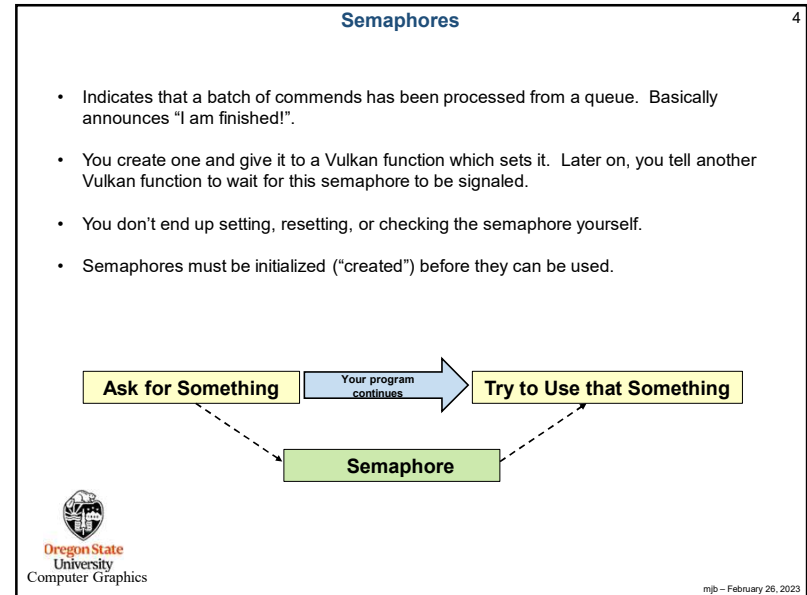 Semaphores
4
• Indicates that a batch of commends has been processed from a queue. Basically
announces “I am finished!”.
• You create one and give it to a Vulkan function which sets it. Later on, you tell another
Vulkan function to wait for this semaphore to be signaled.
• You don’t end up setting, resetting, or checking the semaphore yourself.
• Semaphores must be initialized (“created”) before they can be used.
Ask for Something
Your program
continues
Try to Use that Something
Semaphore
Oregon State
University
Computer Graphics
mjb – February 26, 2023